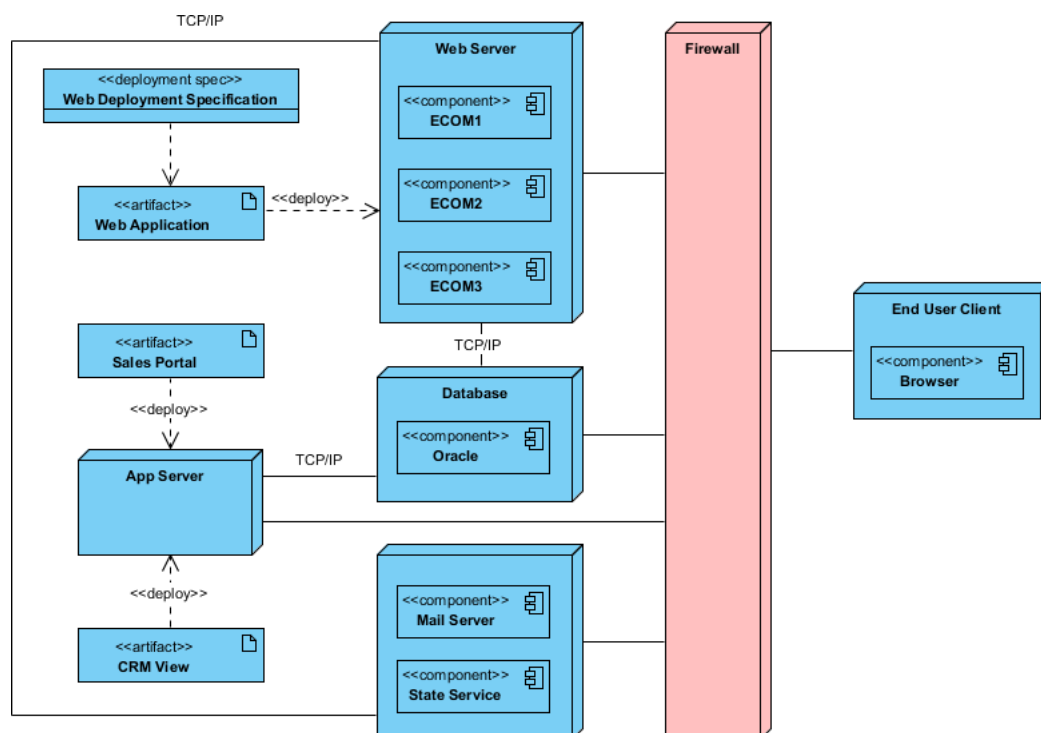 TCP/IP
Web Server
Firewall
<<deployment spec>>
Web Deployment Specification
<<component>>
ECOM1
<<artifact>>
Web Application
<<deploy>>
<<component>>
ECOM2
<<component>>
ECOM3
End User Client
<<component>>
Browser
TCP/IP
<<artifact>>
Sales Portal
<<deploy>>
Database
<<component>>
Oracle
App Server
TCP/IP
<<deploy>>
<<artifact>>
CRM View
<<component>>
Mail Server
<<component>>
State Service